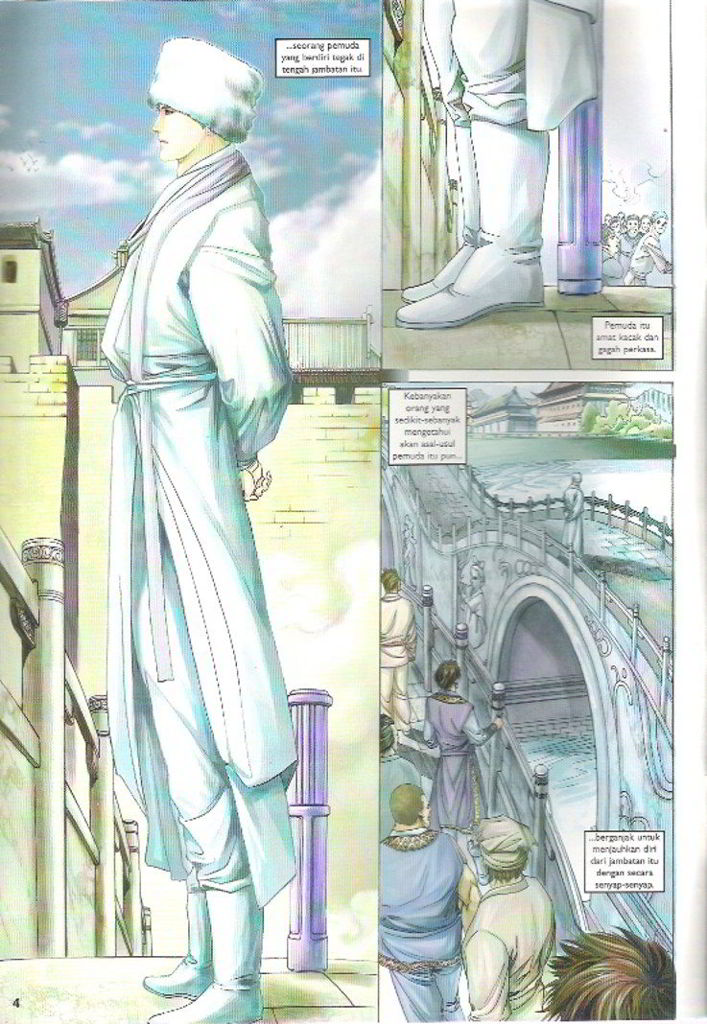 ...seorang pemuda
yang berdiri tegak di
tengah jambatan itu.
Pemuda itu
amat kacak dan
gagah perkasa.
Kebanyakan
orang yang
sedikit-sebanyak
mengetahui
akan asal-usul
pemuda itu pun...
...berganjak untuk
menjauhkan diri
dari jambatan itu
dengan secara
senyap-senyap.
4